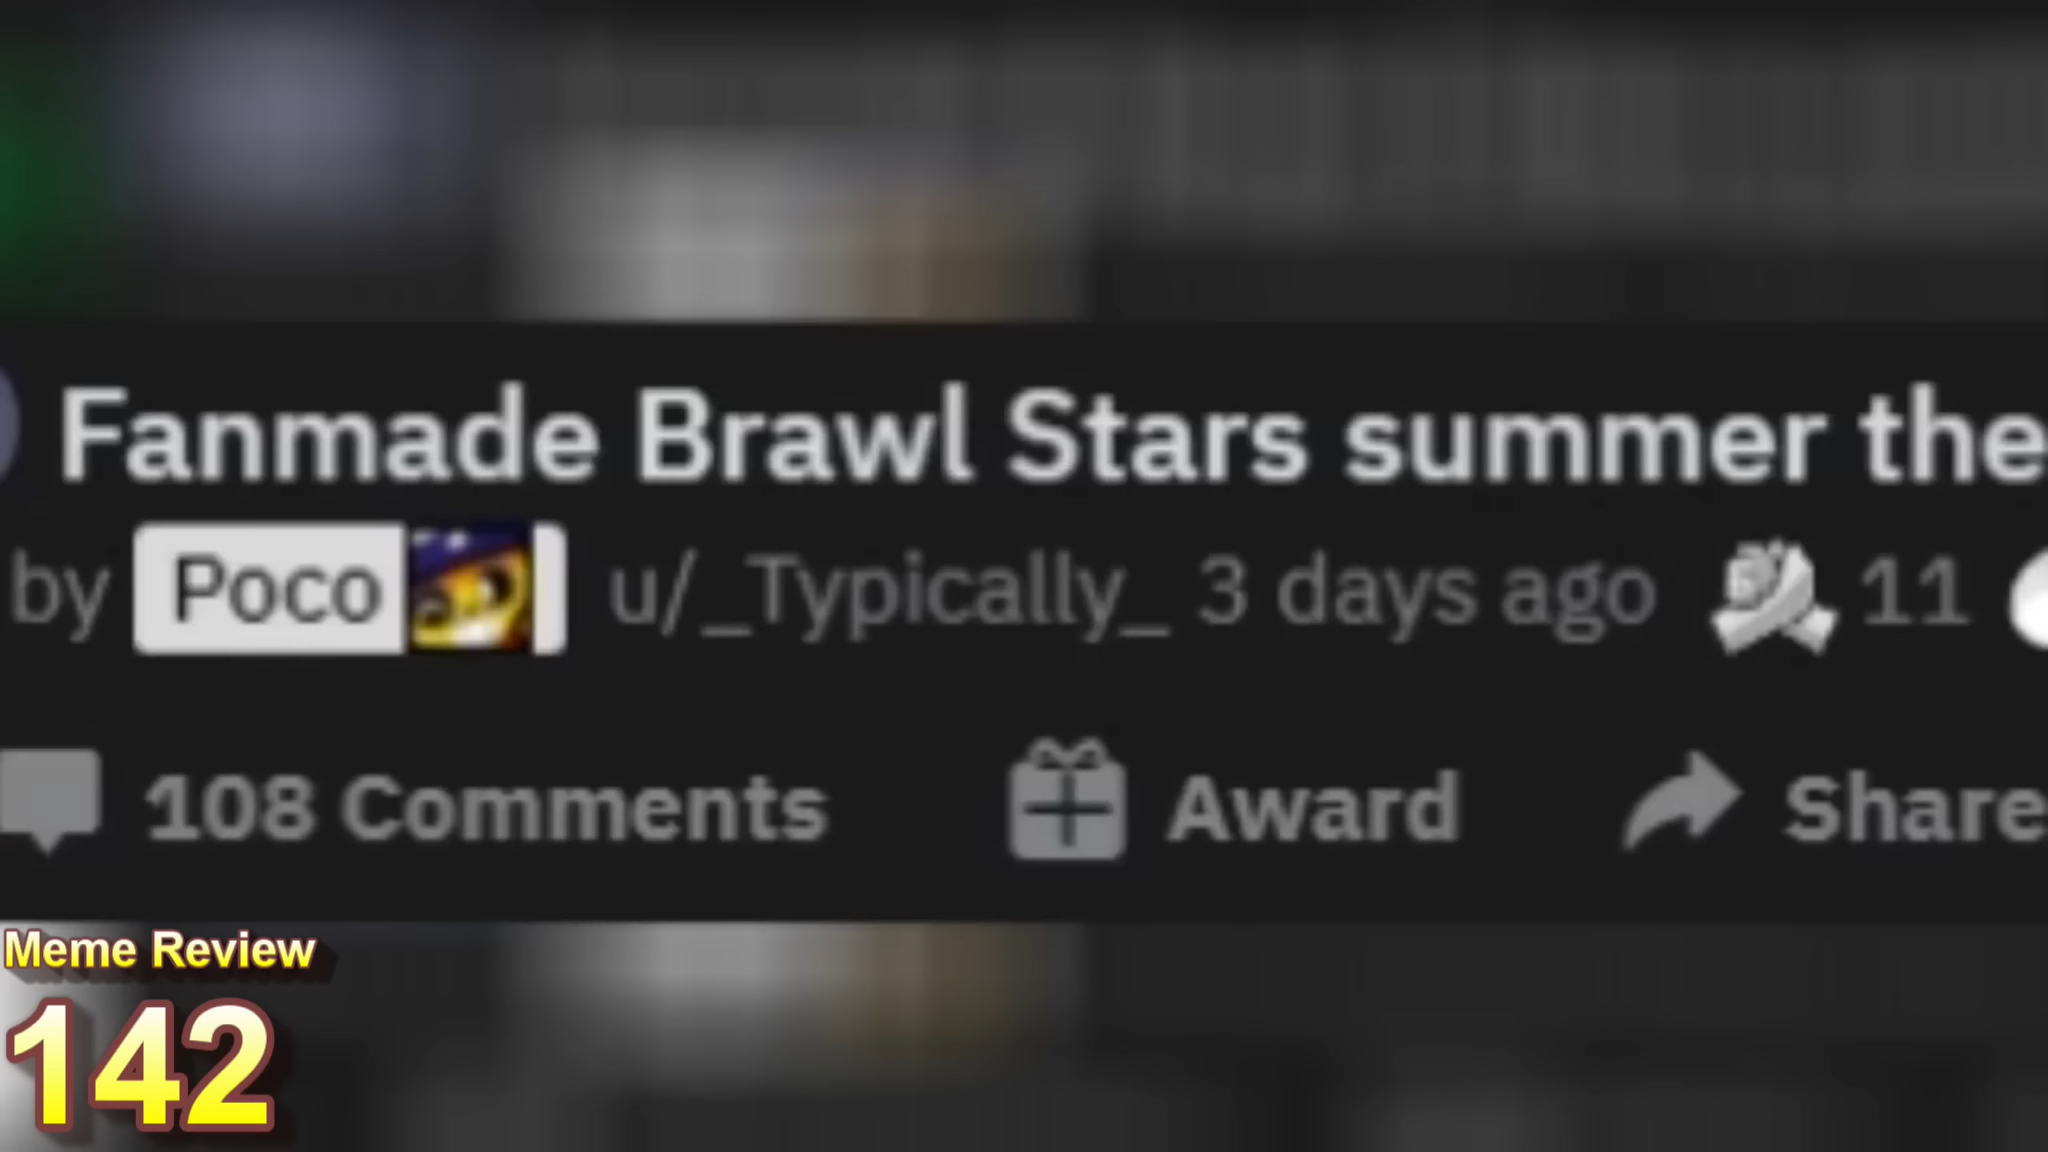 Fanmade Brawl Stars summer the
by Poco u/_Typically_ 3 days ago 11
108 Comments Award Share
Meme Review
142